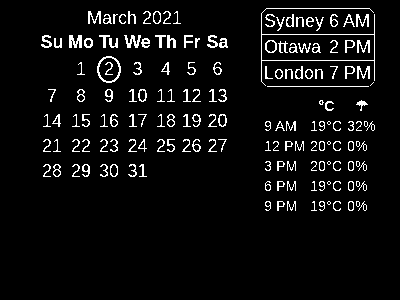 March 2021
Su Mo Tu We Th Fr Sa
1 2 3 4 5 6
7 8 9 10 11 12 13
14 15 16 17 18 19 20
21 22 23 24 25 26 27
28 29 30 31
Sydney 6 AM
Ottawa 2 PM
London 7 PM
°C ☂
9 AM 19°C 32%
12 PM 20°C 0%
3 PM 20°C 0%
6 PM 19°C 0%
9 PM 19°C 0%